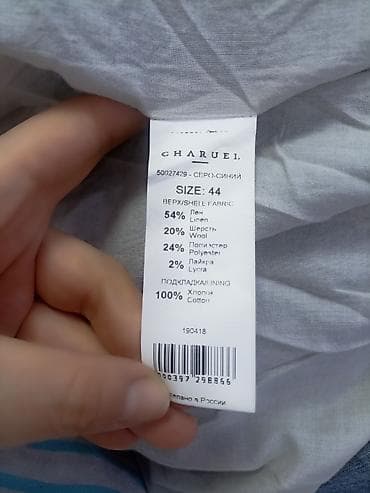 CHARUEL
50027429 - СЕРО-СИНИЙ
SIZE: 44
ВЕРХ/SHELL FABRIC
54% Лен
Linen
20% Шерсть
Wool
24% Полиэстер
Polyester
2% Лайкра
Lycra
ПОДКЛАДКА/LINING
100% Хлопок
Cotton
190418
в России